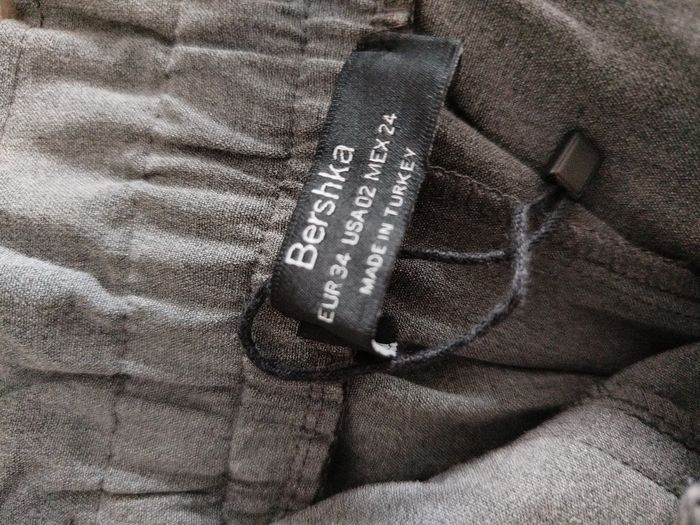 Bershka
EUR 34 USA 02 MEX 24
MADE IN TURKEY